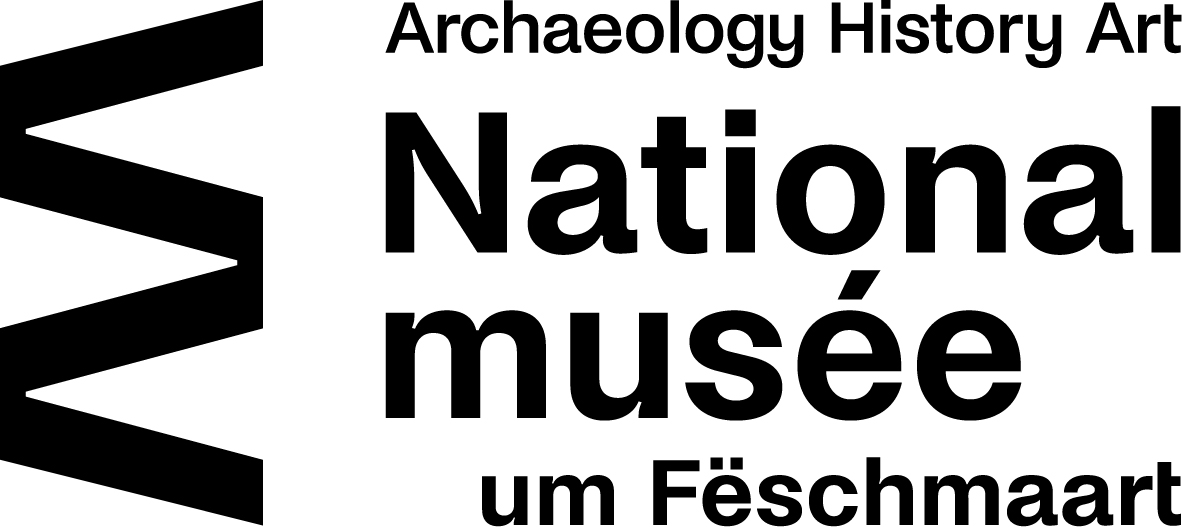 Archaeology History Art
National
musée
um Fëschmaart